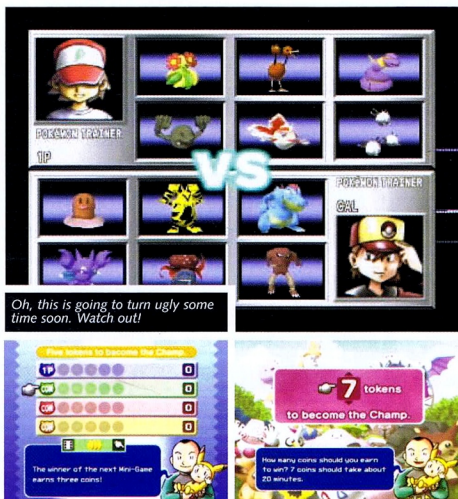 POKéMON TRAINER
1P
VS
POKéMON TRAINER
CAL
Oh, this is going to turn ugly some
time soon. Watch out!
Five tokens to become the Champ.
1P 0
COM 0
COM 0
COM 0
The winner of the next Mini-Game
earns three coins!
7 tokens
to become the Champ.
How many coins should you earn
to win? 7 coins should take about
20 minutes.